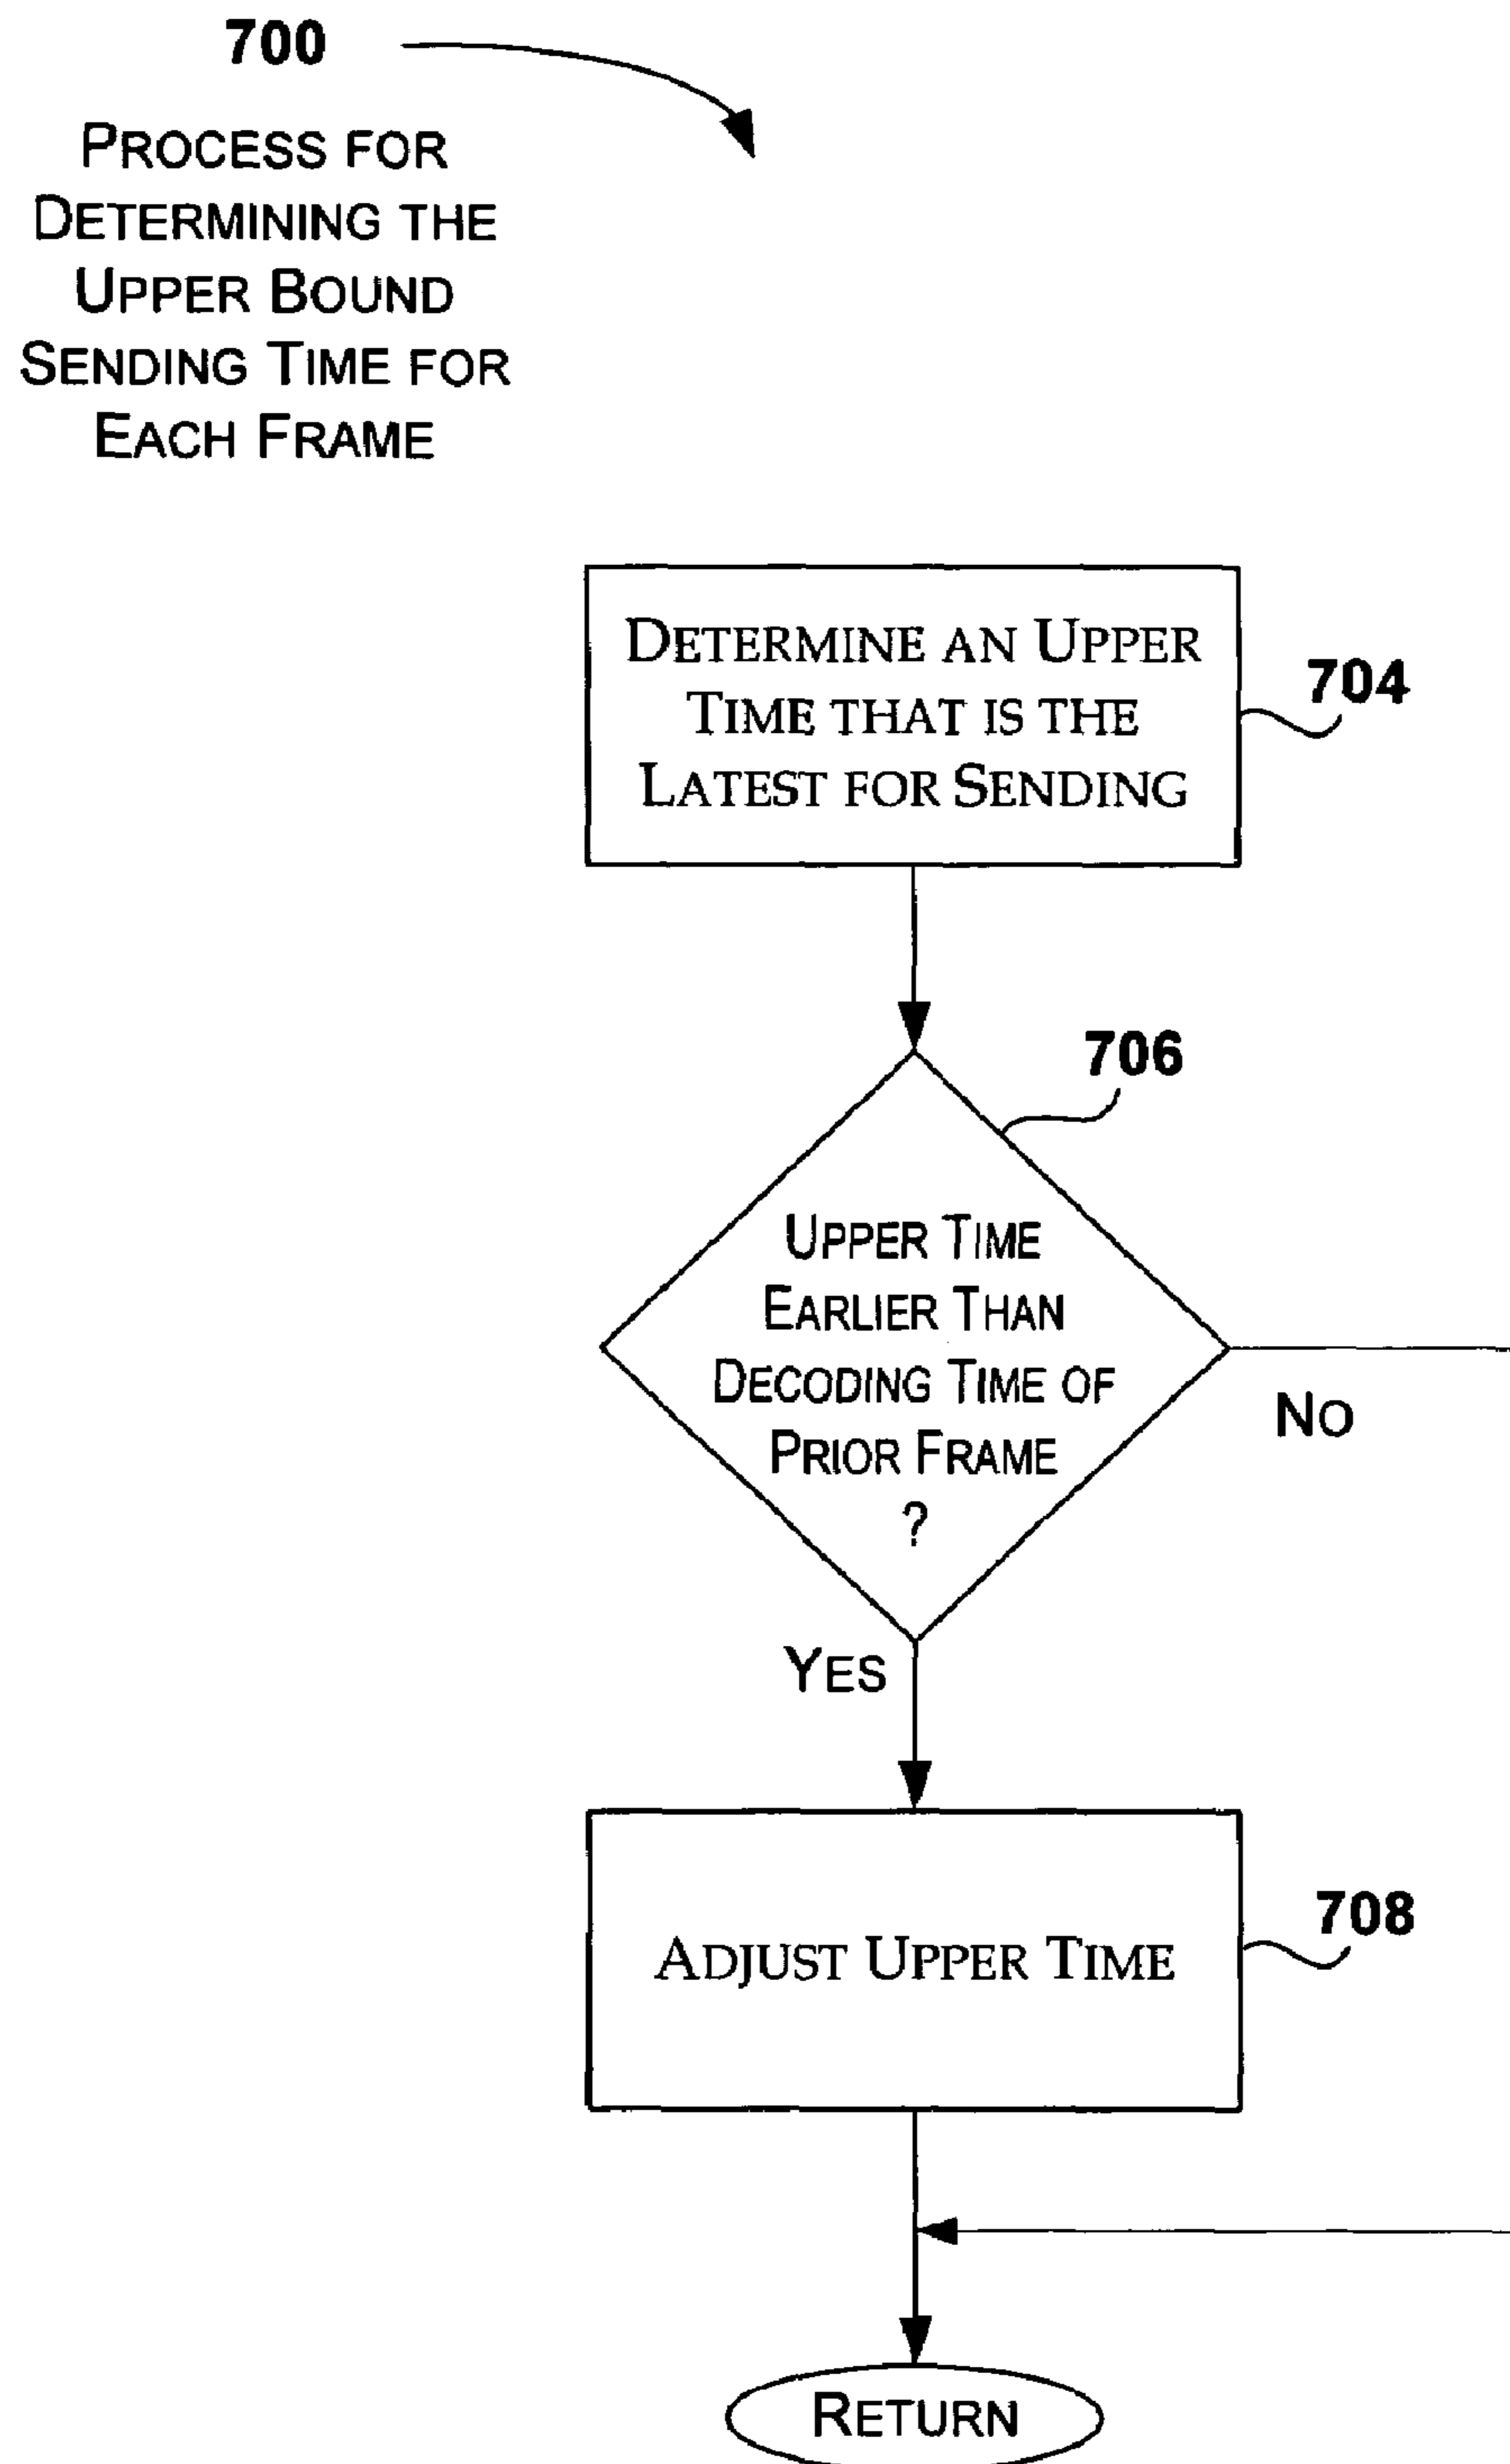 700
PROCESS FOR
DETERMINING THE
UPPER BOUND
SENDING TIME FOR
EACH FRAME
DETERMINE AN UPPER
TIME THAT IS THE
LATEST FOR SENDING
704
706
UPPER TIME
EARLIER THAN
DECODING TIME OF
PRIOR FRAME
?
NO
YES
ADJUST UPPER TIME
708
RETURN